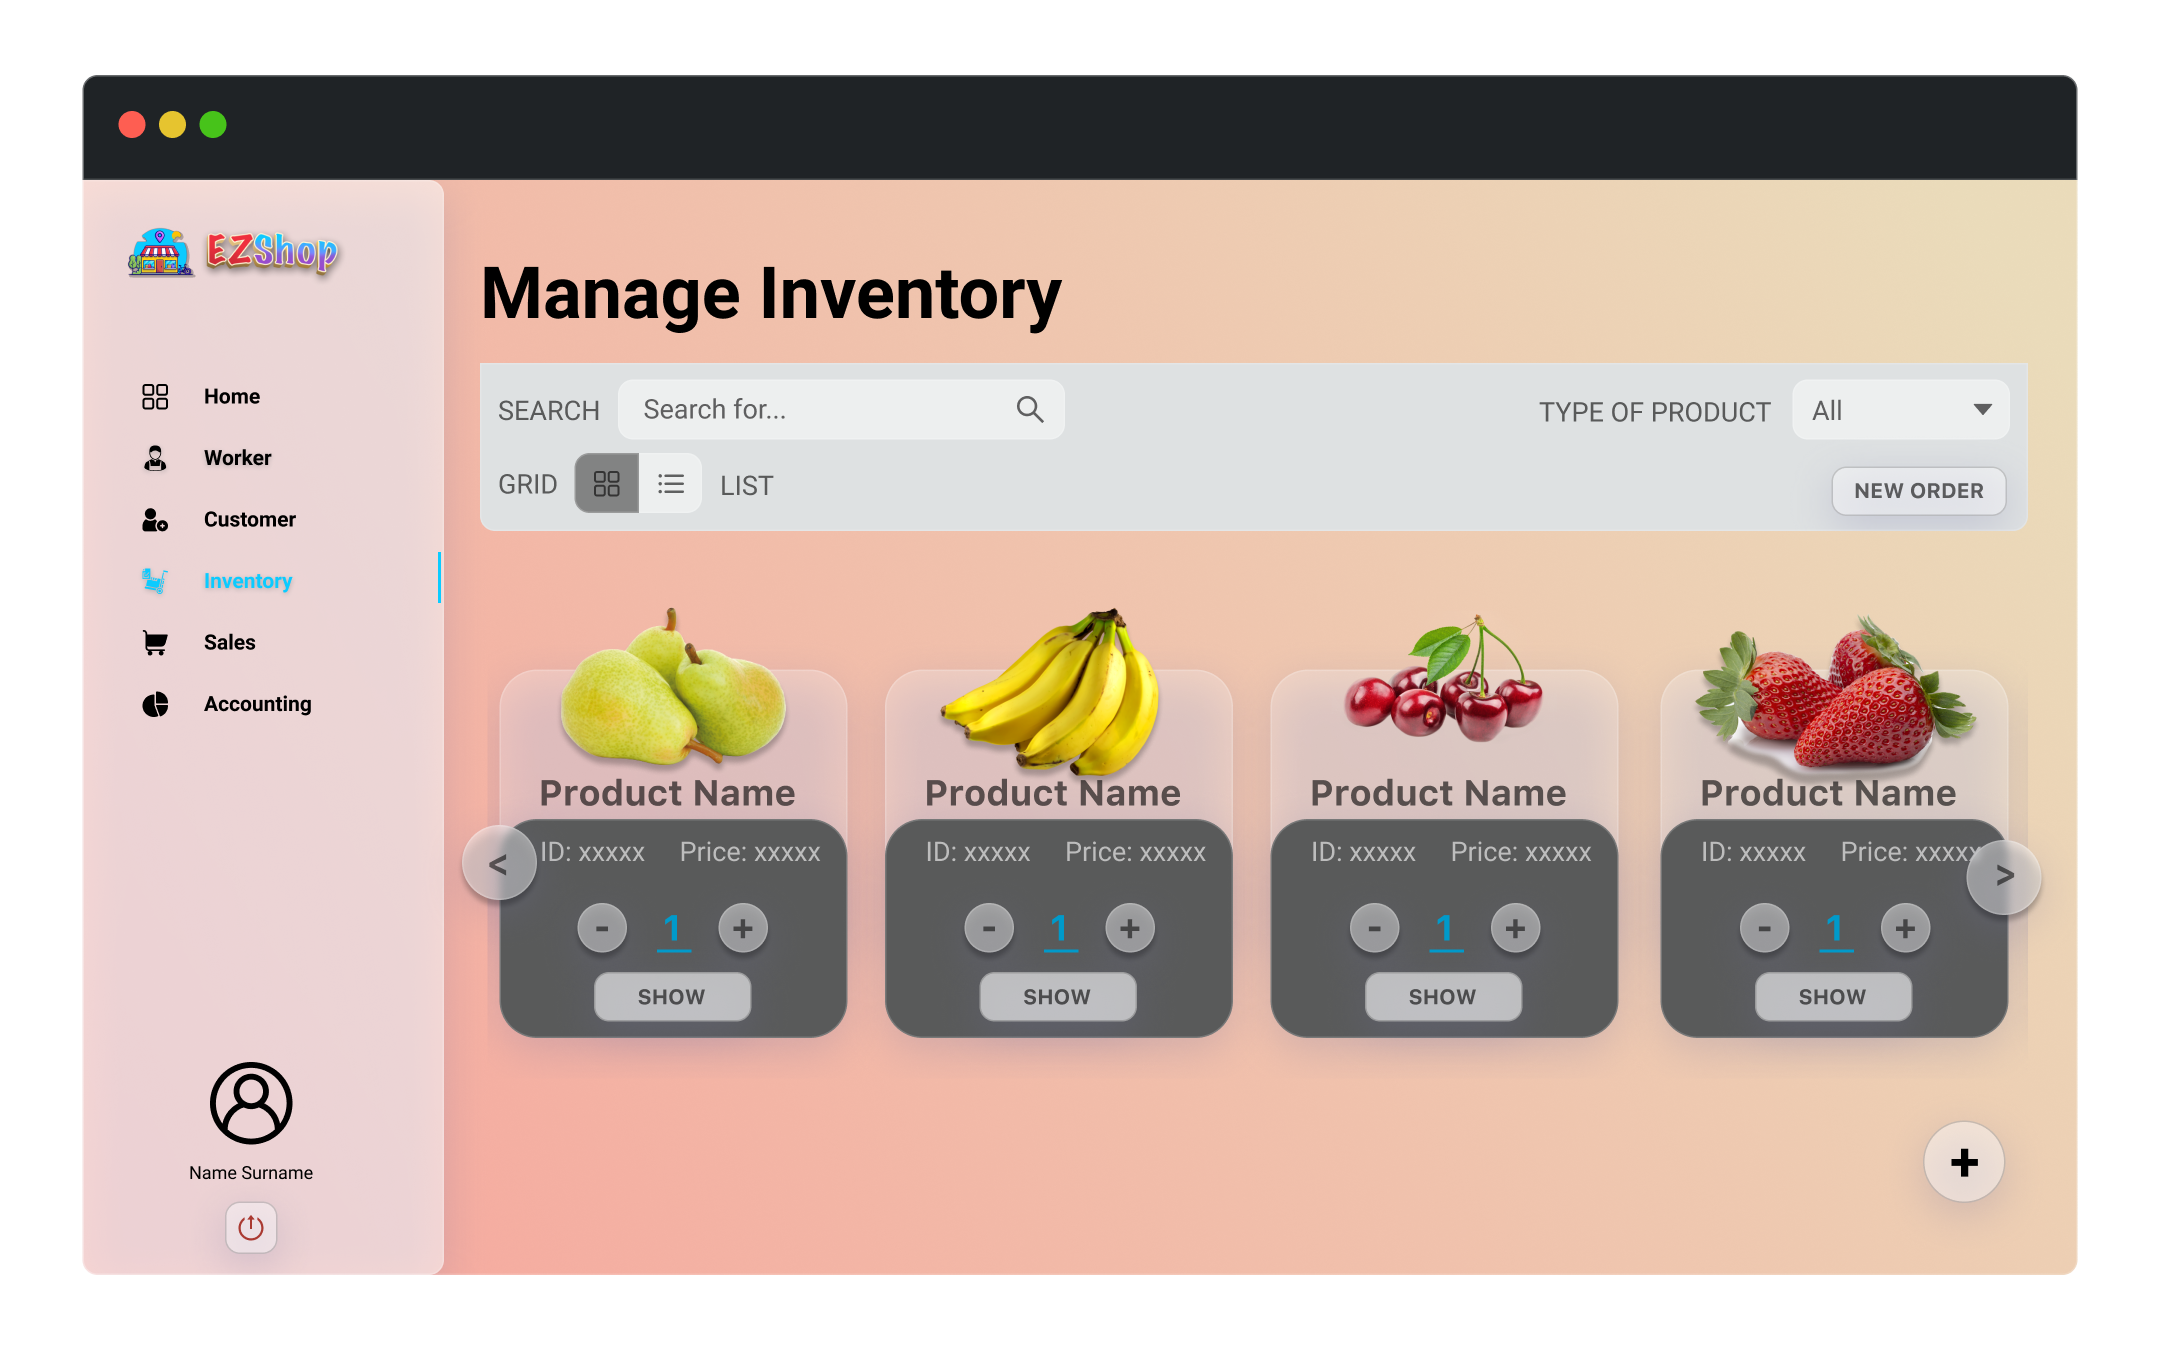 EZShop
Home
Worker
Customer
Inventory
Sales
Accounting
Name Surname
Manage Inventory
SEARCH Search for... TYPE OF PRODUCT All
GRID LIST NEW ORDER
Product Name Product Name Product Name Product Name
ID: xxxxx Price: xxxxx ID: xxxxx Price: xxxxx ID: xxxxx Price: xxxxx ID: xxxxx Price: xxxxx
< >
- 1 + - 1 + - 1 + - 1 +
SHOW SHOW SHOW SHOW
+